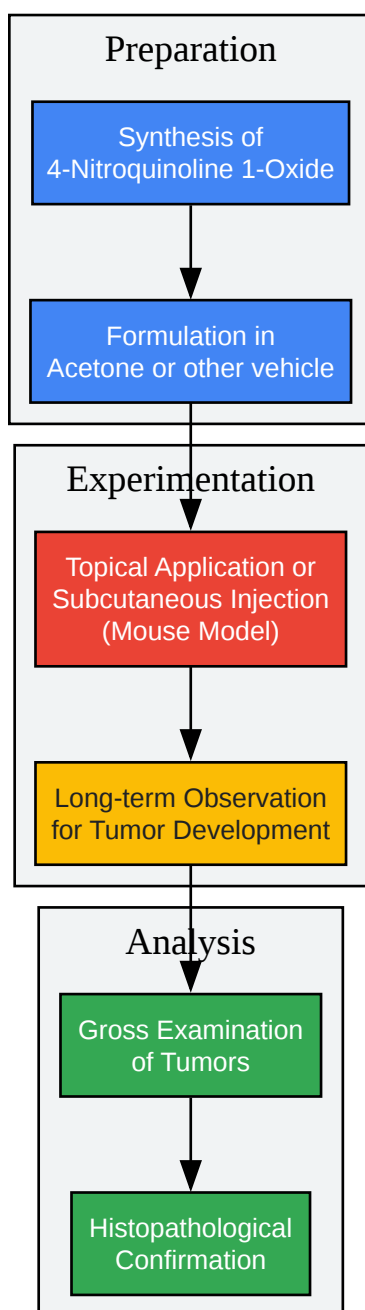 Preparation
Synthesis of
4-Nitroquinoline 1-Oxide
Formulation in
Acetone or other vehicle
Experimentation
Topical Application or
Subcutaneous Injection
(Mouse Model)
Long-term Observation
for Tumor Development
Analysis
Gross Examination
of Tumors
Histopathological
Confirmation